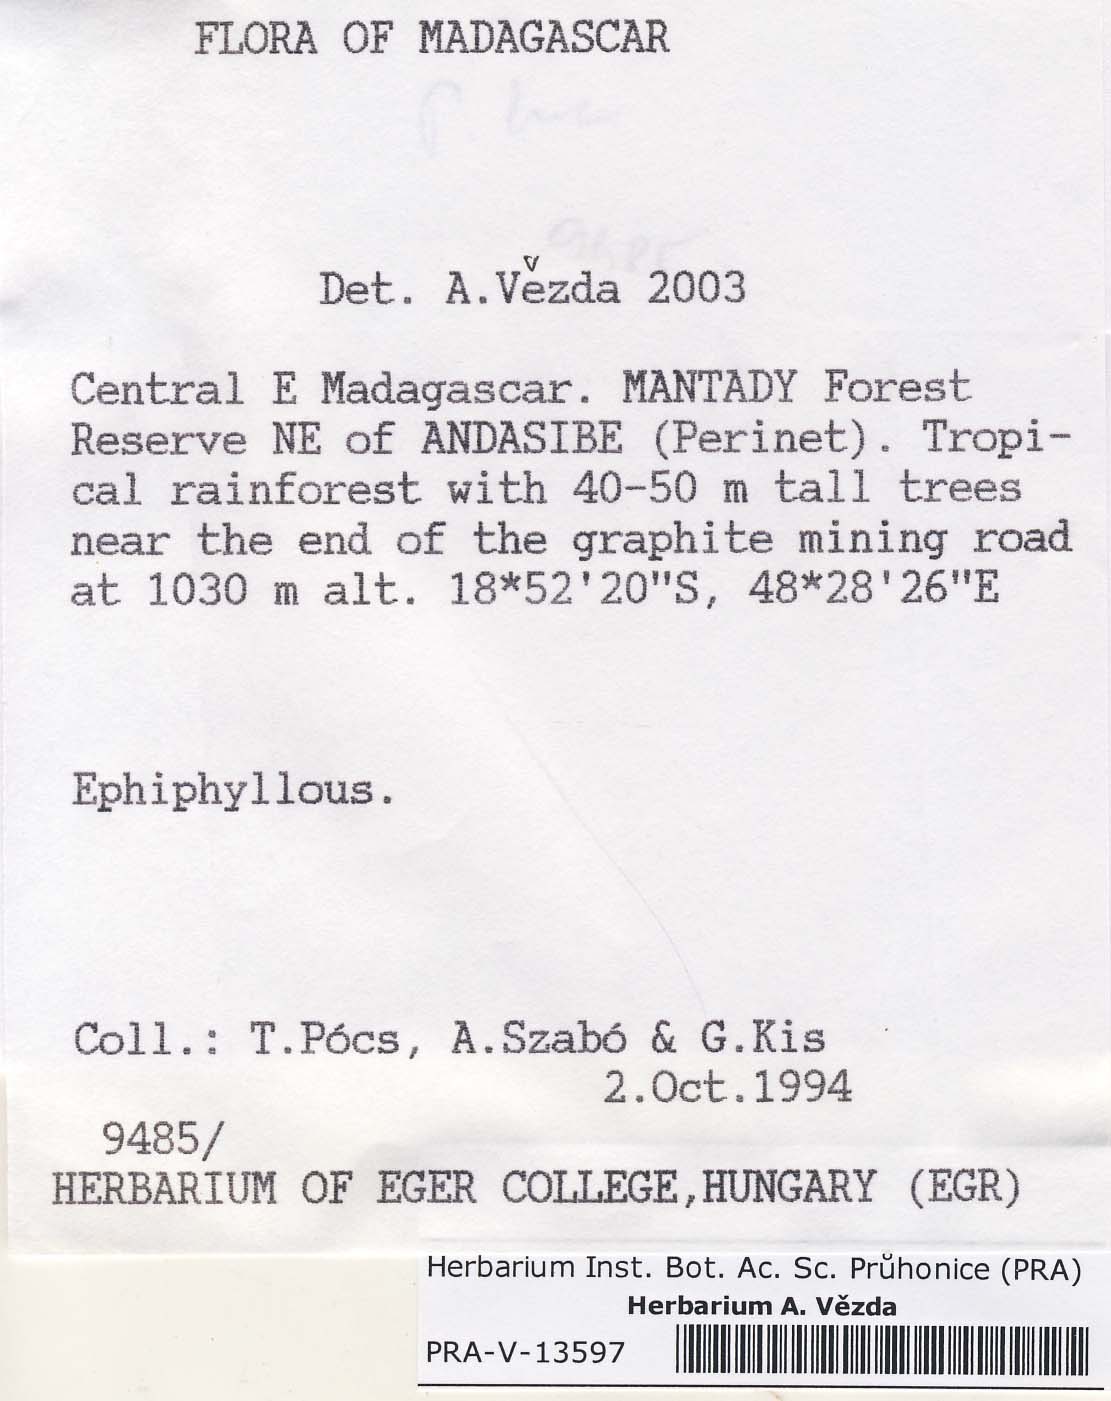 FLORA OF MADAGASCAR
Det. A.Vězda 2003
Central E Madagascar. MANTADY Forest
Reserve NE of ANDASIBE (Perinet). Tropi-
cal rainforest with 40-50 m tall trees
near the end of the graphite mining road
at 1030 m alt. 18*52'20"S, 48*28'26"E
Ephiphyllous.
Coll.: T.Pócs, A.Szabó & G.Kis
2.Oct.1994
9485/
HERBARIUM OF EGER COLLEGE,HUNGARY (EGR)
Herbarium Inst. Bot. Ac. Sc. Průhonice (PRA)
Herbarium A. Vězda
PRA-V-13597